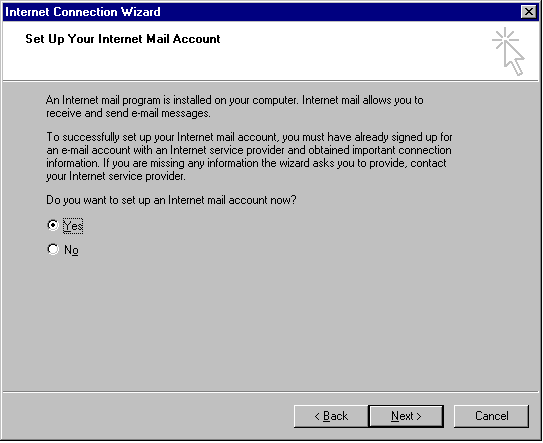 Internet Connection Wizard
Set Up Your Internet Mail Account
An Internet mail program is installed on your computer. Internet mail allows you to
receive and send e-mail messages.
To successfully set up your Internet mail account, you must have already signed up for
an e-mail account with an Internet service provider and obtained important connection
information. If you are missing any information the wizard asks you to provide, contact
your Internet service provider.
Do you want to set up an Internet mail account now?
Yes
No
< Back
Next >
Cancel